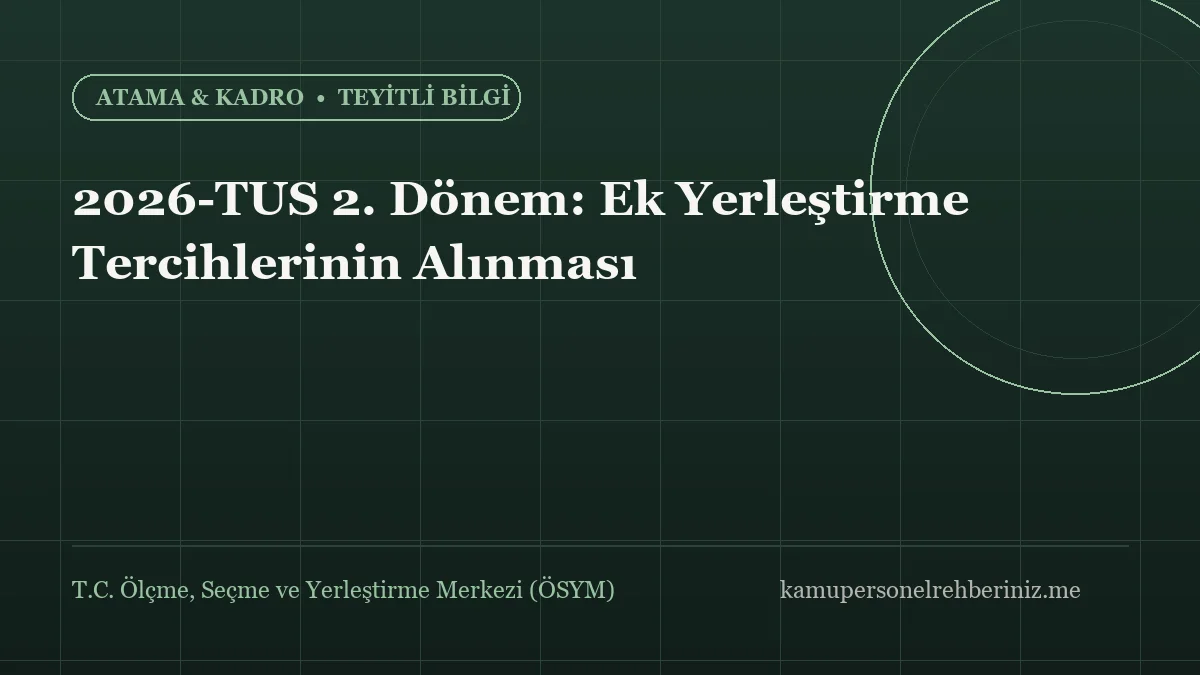 ATAMA & KADRO • TEYİTLİ BİLGİ
2026-TUS 2. Dönem: Ek Yerleştirme
Tercihlerinin Alınması
T.C. Ölçme, Seçme ve Yerleştirme Merkezi (ÖSYM)
kamupersonelrehberiniz.me